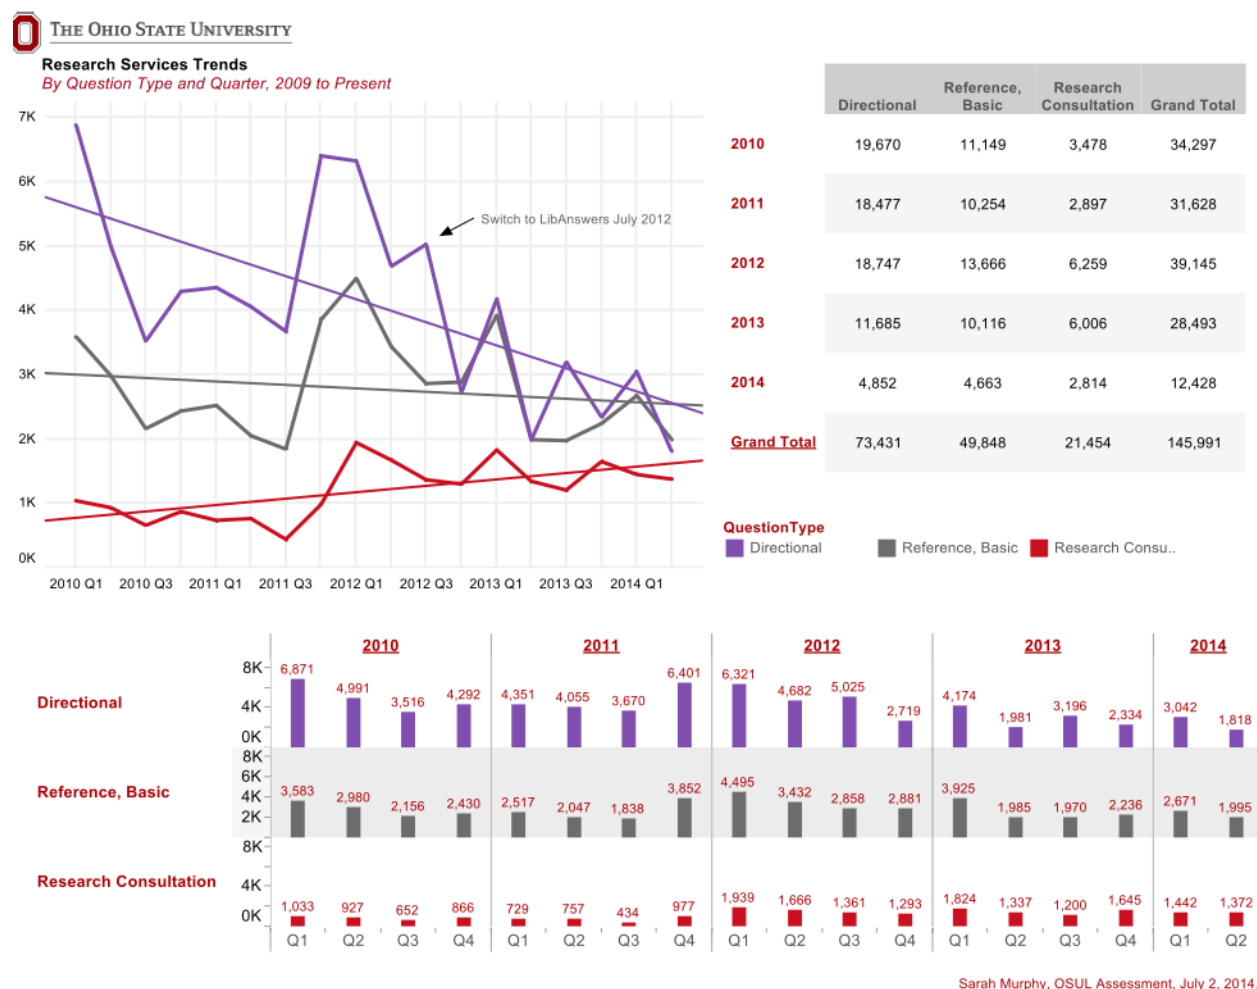 THE OHIO STATE UNIVERSITY
Research Services Trends
By Question Type and Quarter, 2009 to Present
7K
6K
5K
4K
3K
2K
1K
0K
Switch to LibAnswers July 2012
2010 Q1 2010 Q3 2011 Q1 2011 Q3 2012 Q1 2012 Q3 2013 Q1 2013 Q3 2014 Q1
Directional Reference, Basic Research Consultation Grand Total
2010 19,670 11,149 3,478 34,297
2011 18,477 10,254 2,897 31,628
2012 18,747 13,666 6,259 39,145
2013 11,685 10,116 6,006 28,493
2014 4,852 4,663 2,814 12,428
Grand Total 73,431 49,848 21,454 145,991
QuestionType
Directional Reference, Basic Research Consu..
2010 2011 2012 2013 2014
Directional
8K
4K
0K
6,871 4,991 3,516 4,292 4,351 4,055 3,670 6,401 6,321 4,682 5,025 2,719 4,174 1,981 3,196 2,334 3,042 1,818
Reference, Basic
8K
6K
4K
2K
3,583 2,980 2,156 2,430 2,517 2,047 1,838 3,852 4,495 3,432 2,858 2,881 3,925 1,985 1,970 2,236 2,671 1,995
Research Consultation
8K
4K
0K
1,033 927 652 866 729 757 434 977 1,939 1,666 1,361 1,293 1,824 1,337 1,200 1,645 1,442 1,372
Q1 Q2 Q3 Q4 Q1 Q2 Q3 Q4 Q1 Q2 Q3 Q4 Q1 Q2 Q3 Q4 Q1 Q2
Sarah Murphy, OSUL Assessment, July 2, 2014